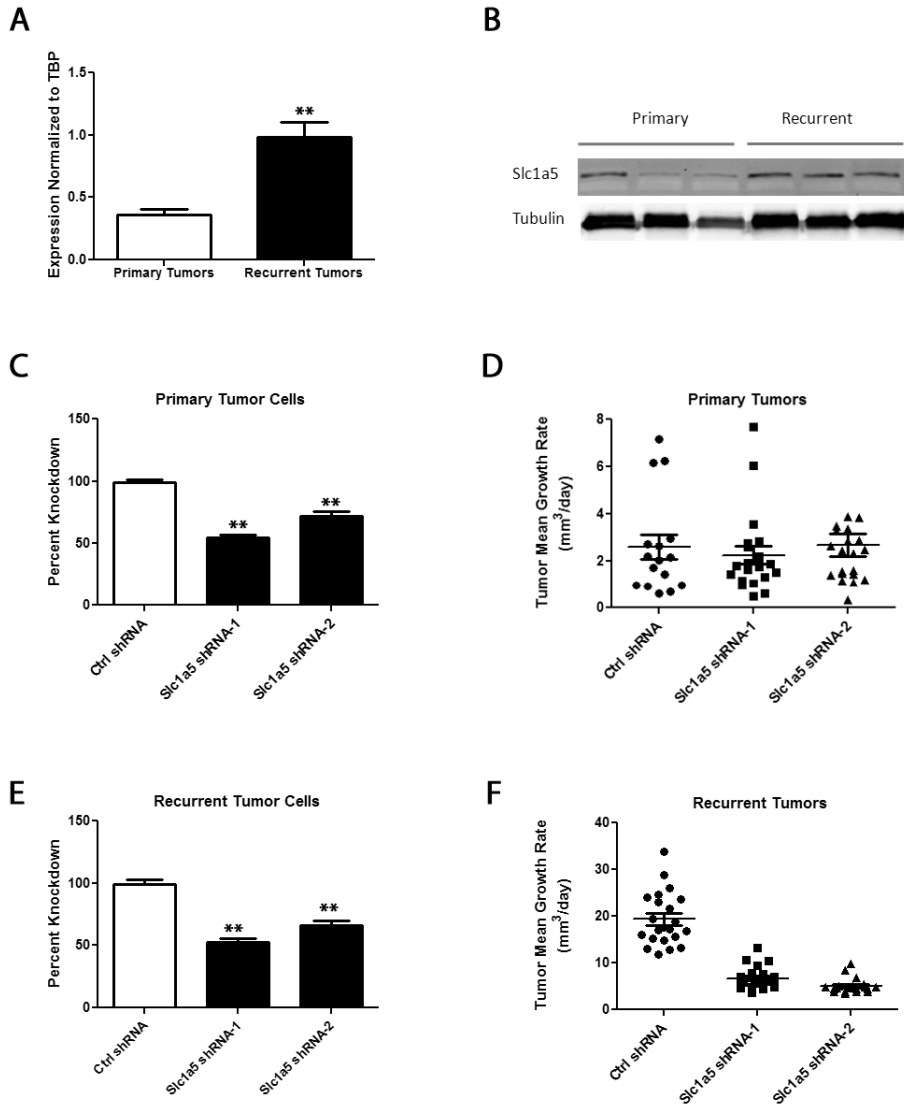 A
Expression Normalized to TBP
1.5
1.0
0.5
0.0
**
Primary Tumors
Recurrent Tumors
B
Primary
Recurrent
Slc1a5
Tubulin
C
Primary Tumor Cells
Percent Knockdown
150
100
50
0
**
**
Ctrl shRNA
Slc1a5 shRNA-1
Slc1a5 shRNA-2
D
Primary Tumors
Tumor Mean Growth Rate
(mm³/day)
8
6
4
2
0
Ctrl shRNA
Slc1a5 shRNA-1
Slc1a5 shRNA-2
E
Recurrent Tumor Cells
Percent Knockdown
150
100
50
0
**
**
Ctrl shRNA
Slc1a5 shRNA-1
Slc1a5 shRNA-2
F
Recurrent Tumors
Tumor Mean Growth Rate
(mm³/day)
40
30
20
10
0
Ctrl shRNA
Slc1a5 shRNA-1
Slc1a5 shRNA-2